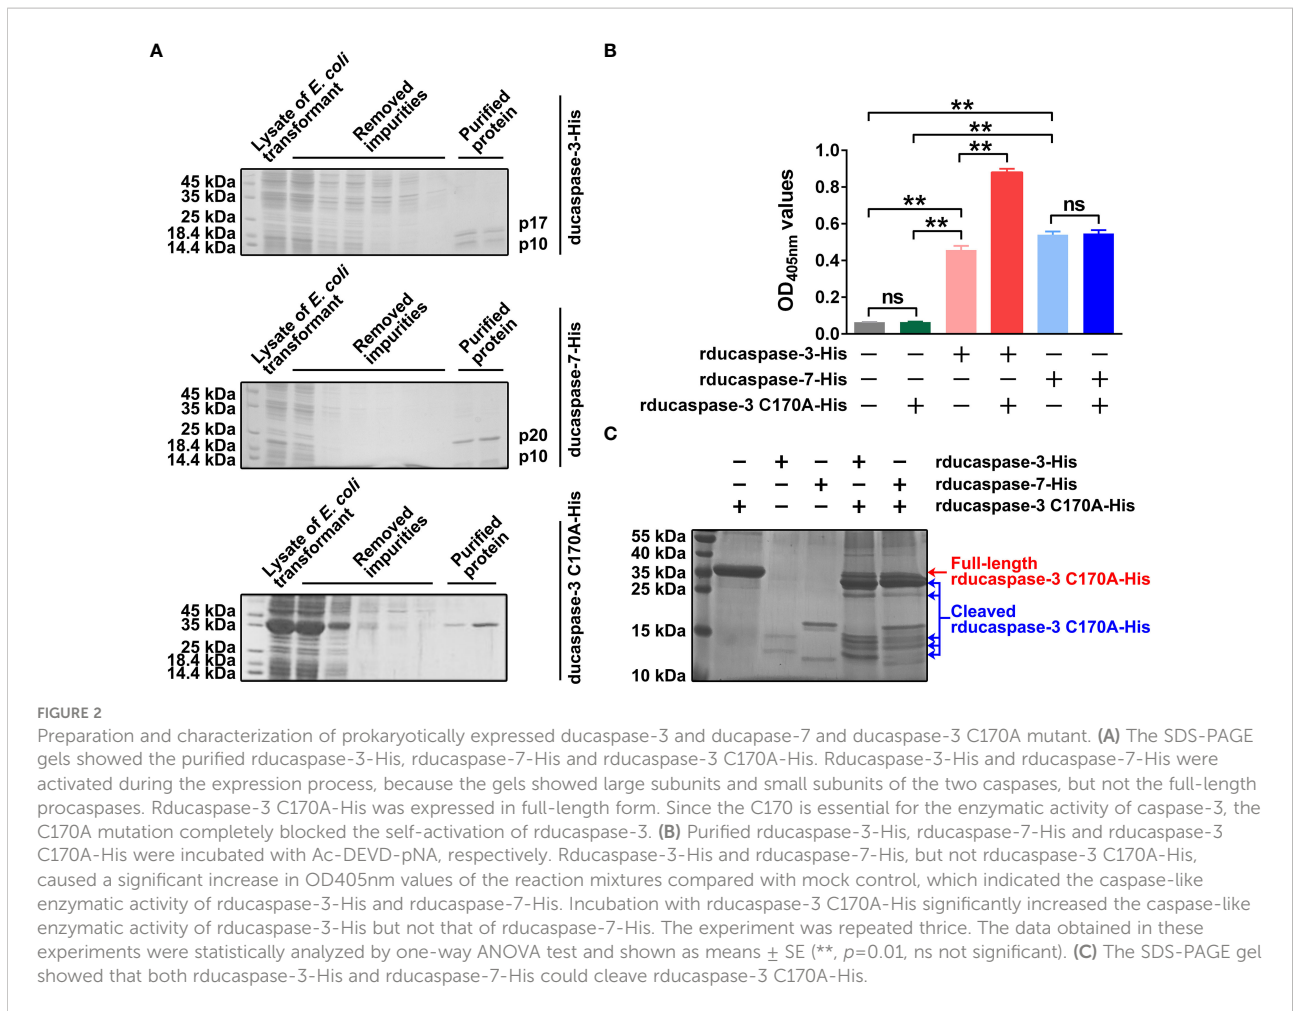 A
Lysate of E. coli
transformant
Removed
impurities
Purified
protein
45 kDa
35 kDa
25 kDa
18.4 kDa
14.4 kDa
p17
p10
ducaspase-3-His
Lysate of E. coli
transformant
Removed
impurities
Purified
protein
45 kDa
35 kDa
25 kDa
18.4 kDa
14.4 kDa
p20
p10
ducaspase-7-His
Lysate of E. coli
transformant
Removed
impurities
Purified
protein
45 kDa
35 kDa
25 kDa
18.4 kDa
14.4 kDa
ducaspase-3 C170A-His
B
OD405nm values
1.0
0.8
0.6
0.4
0.2
0.0
**
**
**
**
**
ns
ns
rducaspase-3-His — — + + — —
rducaspase-7-His — — — — + +
rducaspase-3 C170A-His — + — + — +
C
– + – + – rducaspase-3-His
– – + – + rducaspase-7-His
+ – – + + rducaspase-3 C170A-His
55 kDa
40 kDa
35 kDa
25 kDa
15 kDa
10 kDa
Full-length
rducaspase-3 C170A-His
Cleaved
rducaspase-3 C170A-His
FIGURE 2
Preparation and characterization of prokaryotically expressed ducaspase-3 and ducapase-7 and ducaspase-3 C170A mutant. (A) The SDS-PAGE
gels showed the purified rducaspase-3-His, rducaspase-7-His and rducaspase-3 C170A-His. Rducaspase-3-His and rducaspase-7-His were
activated during the expression process, because the gels showed large subunits and small subunits of the two caspases, but not the full-length
procaspases. Rducaspase-3 C170A-His was expressed in full-length form. Since the C170 is essential for the enzymatic activity of caspase-3, the
C170A mutation completely blocked the self-activation of rducaspase-3. (B) Purified rducaspase-3-His, rducaspase-7-His and rducaspase-3
C170A-His were incubated with Ac-DEVD-pNA, respectively. Rducaspase-3-His and rducaspase-7-His, but not rducaspase-3 C170A-His,
caused a significant increase in OD405nm values of the reaction mixtures compared with mock control, which indicated the caspase-like
enzymatic activity of rducaspase-3-His and rducaspase-7-His. Incubation with rducaspase-3 C170A-His significantly increased the caspase-like
enzymatic activity of rducaspase-3-His but not that of rducaspase-7-His. The experiment was repeated thrice. The data obtained in these
experiments were statistically analyzed by one-way ANOVA test and shown as means ± SE (**, p=0.01, ns not significant). (C) The SDS-PAGE gel
showed that both rducaspase-3-His and rducaspase-7-His could cleave rducaspase-3 C170A-His.